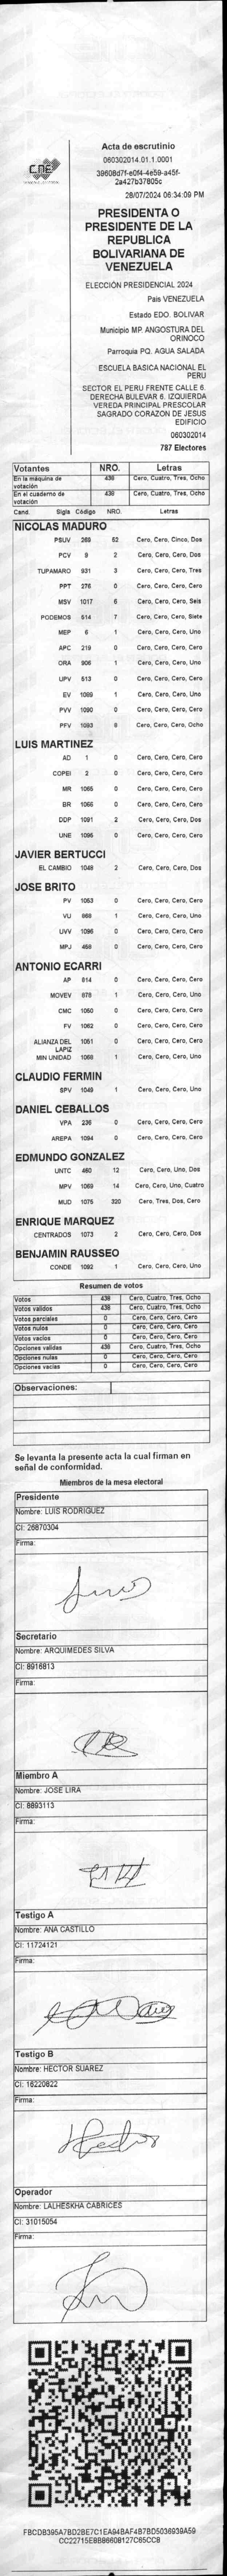 CNE
Acta de escrutinio
060302014.01.1.0001
39608d7f-e0f4-4e59-a45f-
2a427b37805c
28/07/2024 06:34:09 PM
PRESIDENTA O
PRESIDENTE DE LA
REPUBLICA
BOLIVARIANA DE
VENEZUELA
ELECCIÓN PRESIDENCIAL 2024
Pais VENEZUELA
Estado EDO. BOLIVAR
Municipio MP. ANGOSTURA DEL
ORINOCO
Parroquia PQ. AGUA SALADA
ESCUELA BASICA NACIONAL EL
PERU
SECTOR EL PERU FRENTE CALLE 6.
DERECHA BULEVAR 6. IZQUIERDA
VEREDA PRINCIPAL PRESCOLAR
SAGRADO CORAZON DE JESUS
EDIFICIO
060302014
787 Electores
Votantes NRO. Letras
En la máquina de votación 438 Cero, Cuatro, Tres, Ocho
En el cuaderno de votación 438 Cero, Cuatro, Tres, Ocho
Cand. Sigls Código NRO. Letras
NICOLAS MADURO
PSUV 269 52 Cero, Cero, Cinco, Dos
PCV 9 2 Cero, Cero, Cero, Dos
TUPAMARO 931 3 Cero, Cero, Cero, Tres
PPT 276 0 Cero, Cero, Cero, Cero
MSV 1017 6 Cero, Cero, Cero, Seis
PODEMOS 514 7 Cero, Cero, Cero, Siete
MEP 6 1 Cero, Cero, Cero, Uno
APC 219 0 Cero, Cero, Cero, Cero
ORA 906 1 Cero, Cero, Cero, Uno
UPV 513 0 Cero, Cero, Cero, Cero
EV 1089 1 Cero, Cero, Cero, Uno
PVV 1090 0 Cero, Cero, Cero, Cero
PFV 1093 8 Cero, Cero, Cero, Ocho
LUIS MARTINEZ
AD 1 0 Cero, Cero, Cero, Cero
COPEI 2 0 Cero, Cero, Cero, Cero
MR 1065 0 Cero, Cero, Cero, Cero
BR 1066 0 Cero, Cero, Cero, Cero
DDP 1091 2 Cero, Cero, Cero, Dos
UNE 1095 0 Cero, Cero, Cero, Cero
JAVIER BERTUCCI
EL CAMBIO 1048 2 Cero, Cero, Cero, Dos
JOSE BRITO
PV 1053 0 Cero, Cero, Cero, Cero
VU 868 1 Cero, Cero, Cero, Uno
UVV 1096 0 Cero, Cero, Cero, Cero
MPJ 458 0 Cero, Cero, Cero, Cero
ANTONIO ECARRI
AP 814 0 Cero, Cero, Cero, Cero
MOVEV 878 1 Cero, Cero, Cero, Uno
CMC 1050 0 Cero, Cero, Cero, Cero
FV 1062 0 Cero, Cero, Cero, Cero
ALIANZA DEL LAPIZ 1051 0 Cero, Cero, Cero, Cero
MIN UNIDAD 1068 1 Cero, Cero, Cero, Uno
CLAUDIO FERMIN
SPV 1049 1 Cero, Cero, Cero, Uno
DANIEL CEBALLOS
VPA 236 0 Cero, Cero, Cero, Cero
AREPA 1094 0 Cero, Cero, Cero, Cero
EDMUNDO GONZALEZ
UNTC 460 12 Cero, Cero, Uno, Dos
MPV 1069 14 Cero, Cero, Uno, Cuatro
MUD 1075 320 Cero, Tres, Dos, Cero
ENRIQUE MARQUEZ
CENTRADOS 1073 2 Cero, Cero, Cero, Dos
BENJAMIN RAUSSEO
CONDE 1092 1 Cero, Cero, Cero, Uno
Resumen de votos
Votos 438 Cero, Cuatro, Tres, Ocho
Votos válidos 438 Cero, Cuatro, Tres, Ocho
Votos parciales 0 Cero, Cero, Cero, Cero
Votos nulos 0 Cero, Cero, Cero, Cero
Votos vacíos 0 Cero, Cero, Cero, Cero
Opciones validas 438 Cero, Cuatro, Tres, Ocho
Opciones nulas 0 Cero, Cero, Cero, Cero
Opciones vacías 0 Cero, Cero, Cero, Cero
Observaciones:
Se levanta la presente acta la cual firman en
señal de conformidad.
Miembros de la mesa electoral
Presidente
Nombre: LUIS RODRIGUEZ
CI: 26870304
Firma:
Secretario
Nombre: ARQUIMEDES SILVA
CI: 8916813
Firma:
Miembro A
Nombre: JOSE LIRA
CI: 8893113
Firma:
Testigo A
Nombre: ANA CASTILLO
CI: 11724121
Firma:
Testigo B
Nombre: HECTOR SUAREZ
CI: 16220822
Firma:
Hector
Operador
Nombre: LALHESKHA CABRICES
CI: 31015054
Firma:
FBCDB395A7BD2BE7C1EA94BAF4B7BD5036939A59
CC22715EBB86608127C65CC8